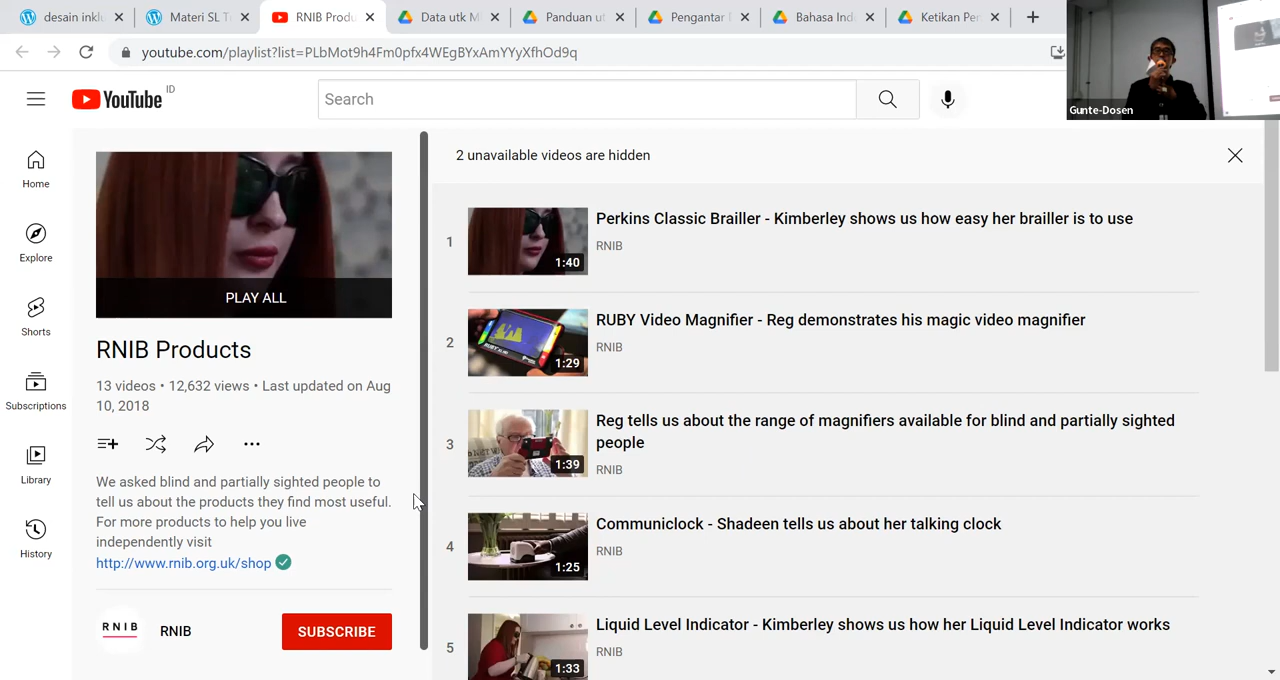 desain inklu
Materi SL Tu
RNIB Produ
Data utk M
Panduan ut
Pengantar
Bahasa Ind
Ketikan Per
youtube.com/playlist?list=PLbMot9h4Fm0pfx4WEgBYxAmYYyXfhOd9q
Gunte-Dosen
YouTube ID
Search
Home
Explore
Shorts
Subscriptions
Library
History
PLAY ALL
RNIB Products
13 videos • 12,632 views • Last updated on Aug
10, 2018
We asked blind and partially sighted people to
tell us about the products they find most useful.
For more products to help you live
independently visit
http://www.rnib.org.uk/shop
RNIB
RNIB
SUBSCRIBE
2 unavailable videos are hidden
1
1:40
Perkins Classic Brailler - Kimberley shows us how easy her brailler is to use
RNIB
2
1:29
RUBY Video Magnifier - Reg demonstrates his magic video magnifier
RNIB
3
1:39
Reg tells us about the range of magnifiers available for blind and partially sighted
people
RNIB
4
1:25
Communiclock - Shadeen tells us about her talking clock
RNIB
5
1:33
Liquid Level Indicator - Kimberley shows us how her Liquid Level Indicator works
RNIB